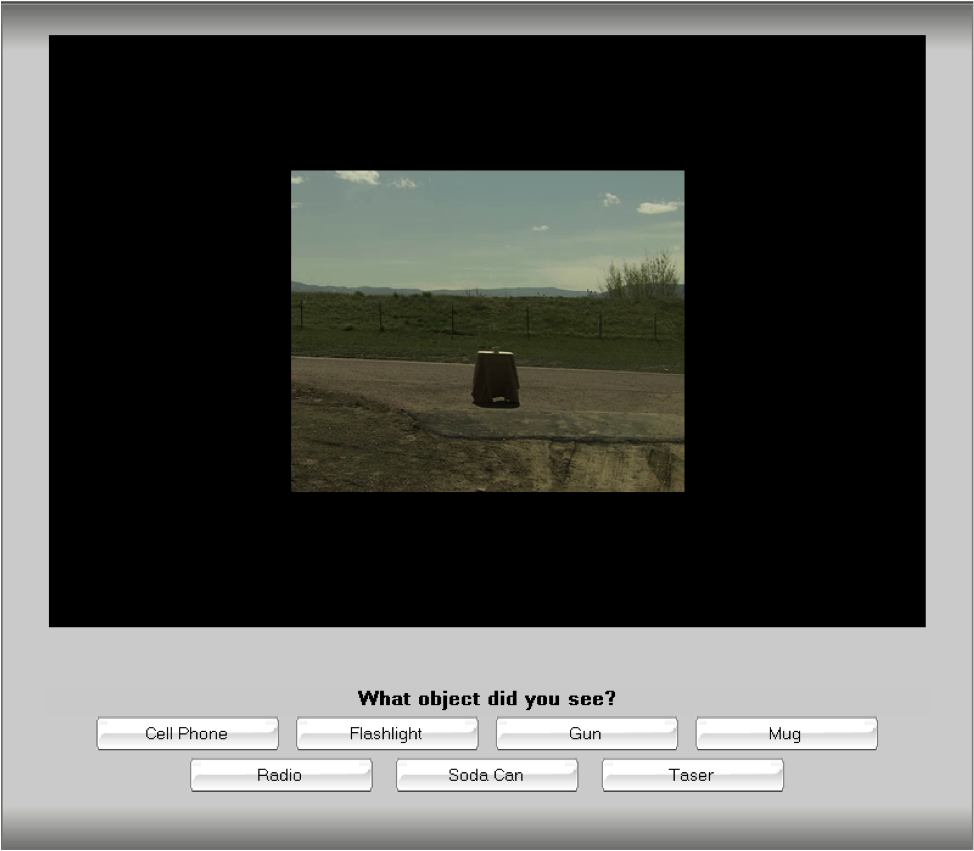 What object did you see?
Cell Phone Flashlight Gun Mug
Radio Soda Can Taser